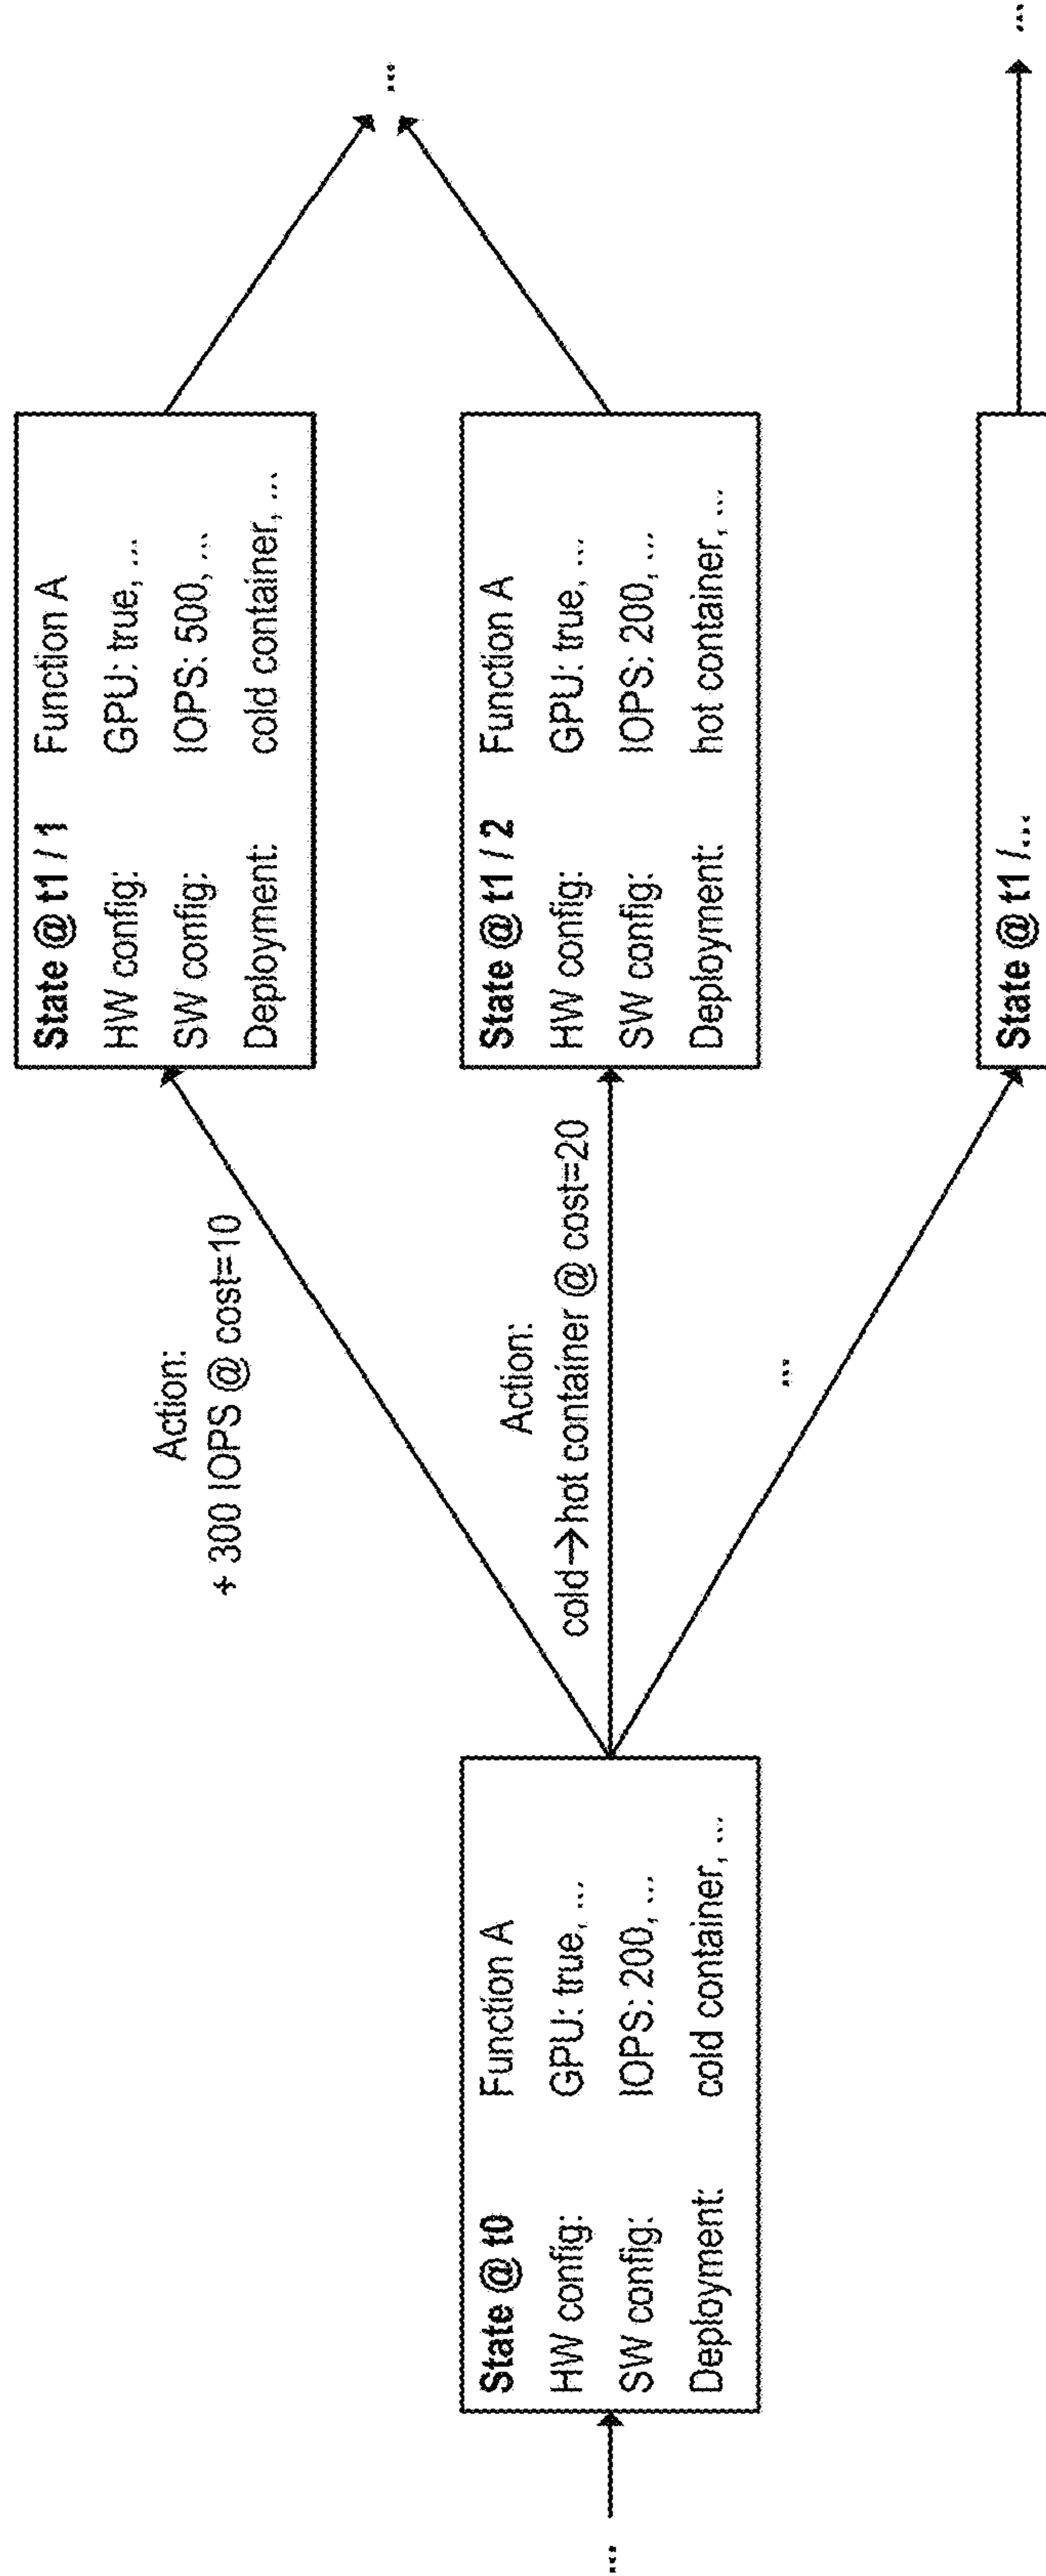 ...
State @ t0 Function A
HW config: GPU: true, ...
SW config: IOPS: 200, ...
Deployment: cold container, ...
Action:
+ 300 IOPS @ cost=10
Action:
cold→hot container @ cost=20
...
State @ t1 / 1 Function A
HW config: GPU: true, ...
SW config: IOPS: 500, ...
Deployment: cold container, ...
State @ t1 / 2 Function A
HW config: GPU: true, ...
SW config: IOPS: 200, ...
Deployment: hot container, ...
State @ t1 /...
...
...